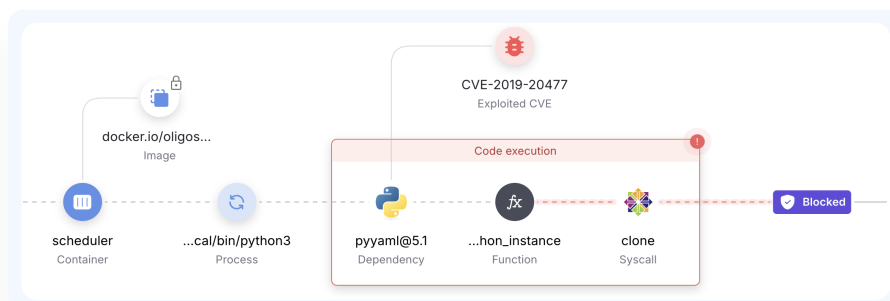 CVE-2019-20477
Exploited CVE
docker.io/oligos...
Image
Code execution
!
fx
Blocked
scheduler
Container
...cal/bin/python3
Process
pyyaml@5.1
Dependency
...hon_instance
Function
clone
Syscall